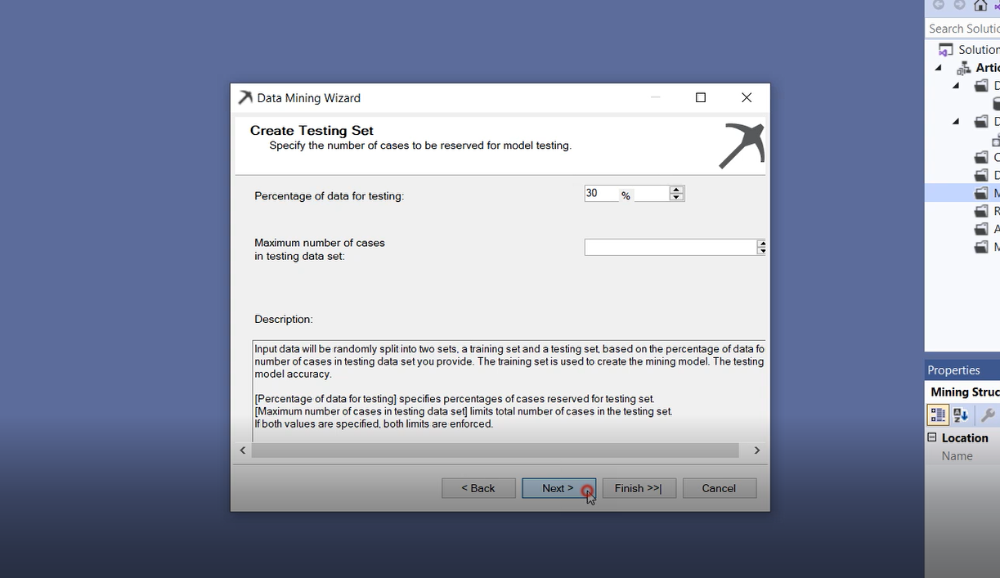 Search
Data Mining Wizard
Create Testing Set
Specify the number of cases to be reserved for model testing.
Percentage of data for testing:
30 %
Maximum number of cases
in testing data set:
Description:
Input data will be randomly split into two sets, a training set and a testing set, based on the percentage of data fo
number of cases in testing data set you provide. The training set is used to create the mining model. The testing
model accuracy.
[Percentage of data for testing] specifies percentages of cases reserved for testing set.
[Maximum number of cases in testing data set] limits total number of cases in the testing set.
If both values are specified, both limits are enforced.
< Back
Next >
Finish >>|
Cancel
Properties
Mining Struc
Location
Name